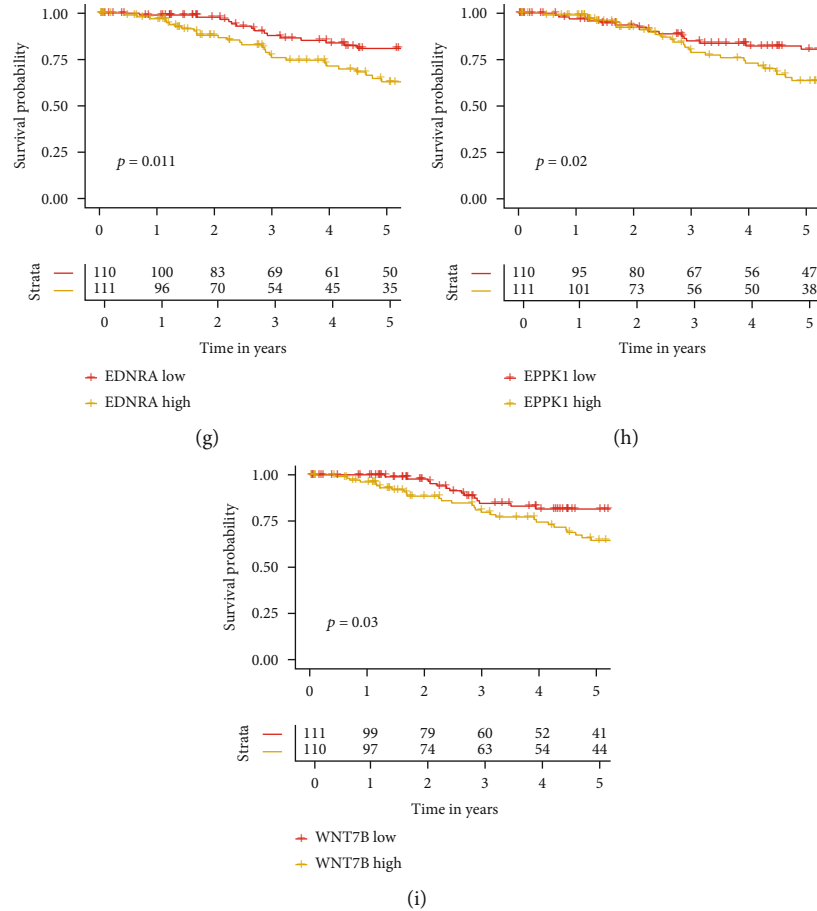 1.00
0.75
0.50
0.25
0.00
Survival probability
p = 0.011
0 1 2 3 4 5
Strata
110 100 83 69 61 50
111 96 70 54 45 35
0 1 2 3 4 5
Time in years
EDNRA low
EDNRA high
(g)
1.00
0.75
0.50
0.25
0.00
Survival probability
p = 0.02
0 1 2 3 4 5
Strata
110 95 80 67 56 47
111 101 73 56 50 38
0 1 2 3 4 5
Time in years
EPPK1 low
EPPK1 high
(h)
1.00
0.75
0.50
0.25
0.00
Survival probability
p = 0.03
0 1 2 3 4 5
Strata
111 99 79 60 52 41
110 97 74 63 54 44
0 1 2 3 4 5
Time in years
WNT7B low
WNT7B high
(i)